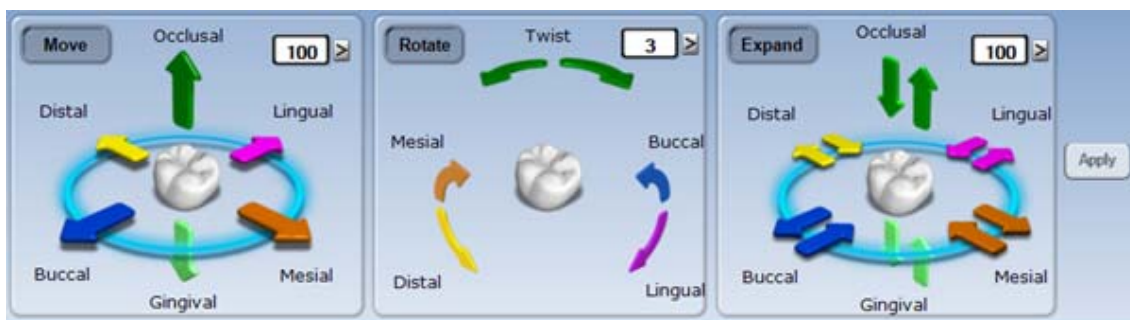 Move
Occlusal
100
>
Distal
Lingual
Buccal
Mesial
Gingival
Rotate
Twist
3
>
Mesial
Buccal
Distal
Lingual
Expand
Occlusal
100
>
Distal
Lingual
Buccal
Mesial
Gingival
Apply